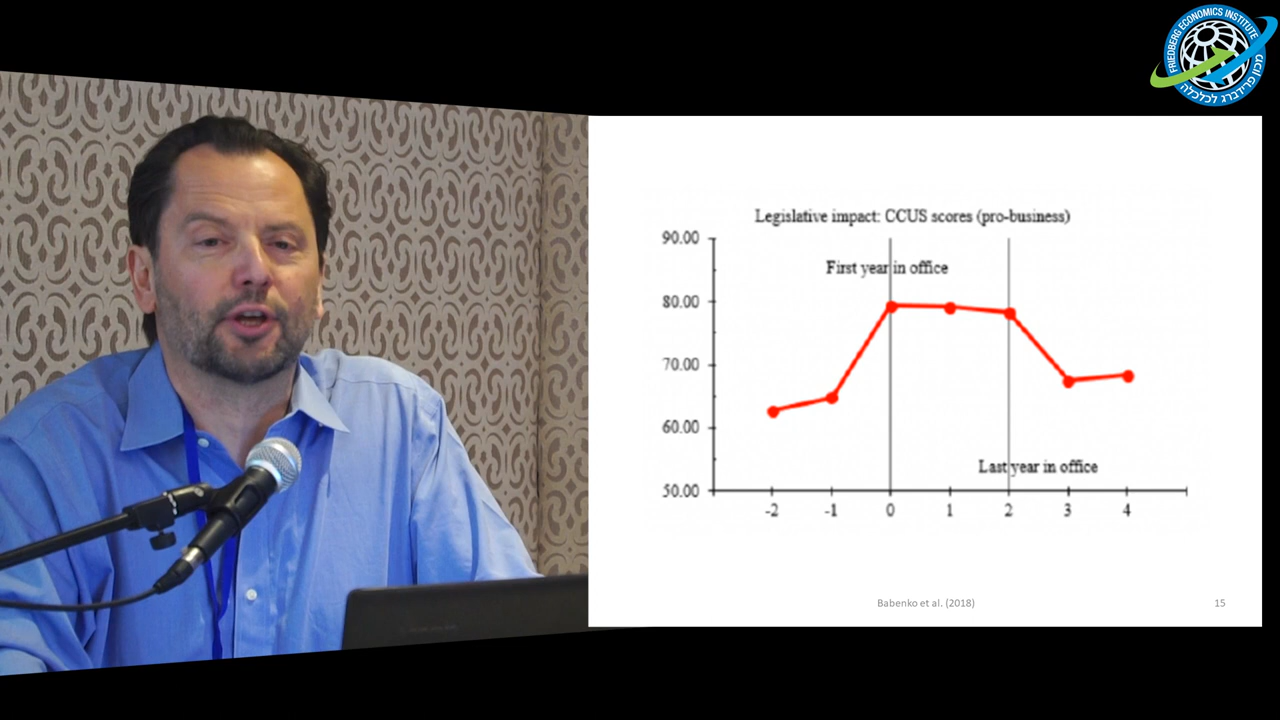 FRIEDBERG ECONOMICS INSTITUTE
מכון פרידברג לכלכלה
Legislative impact: CCUS scores (pro-business)
90.00
First year in office
80.00
70.00
60.00
Last year in office
50.00
-2 -1 0 1 2 3 4
Babenko et al. (2018)
15